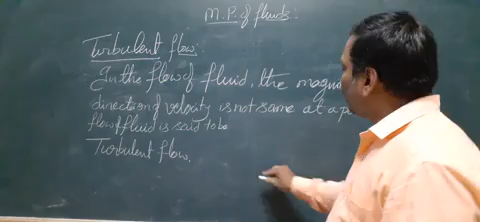 M.P. of fluids:
Turbulent flow:
In the flow of fluid, the magni
direction of velocity is not same at a p
flow of fluid is said to be
Turbulent flow.